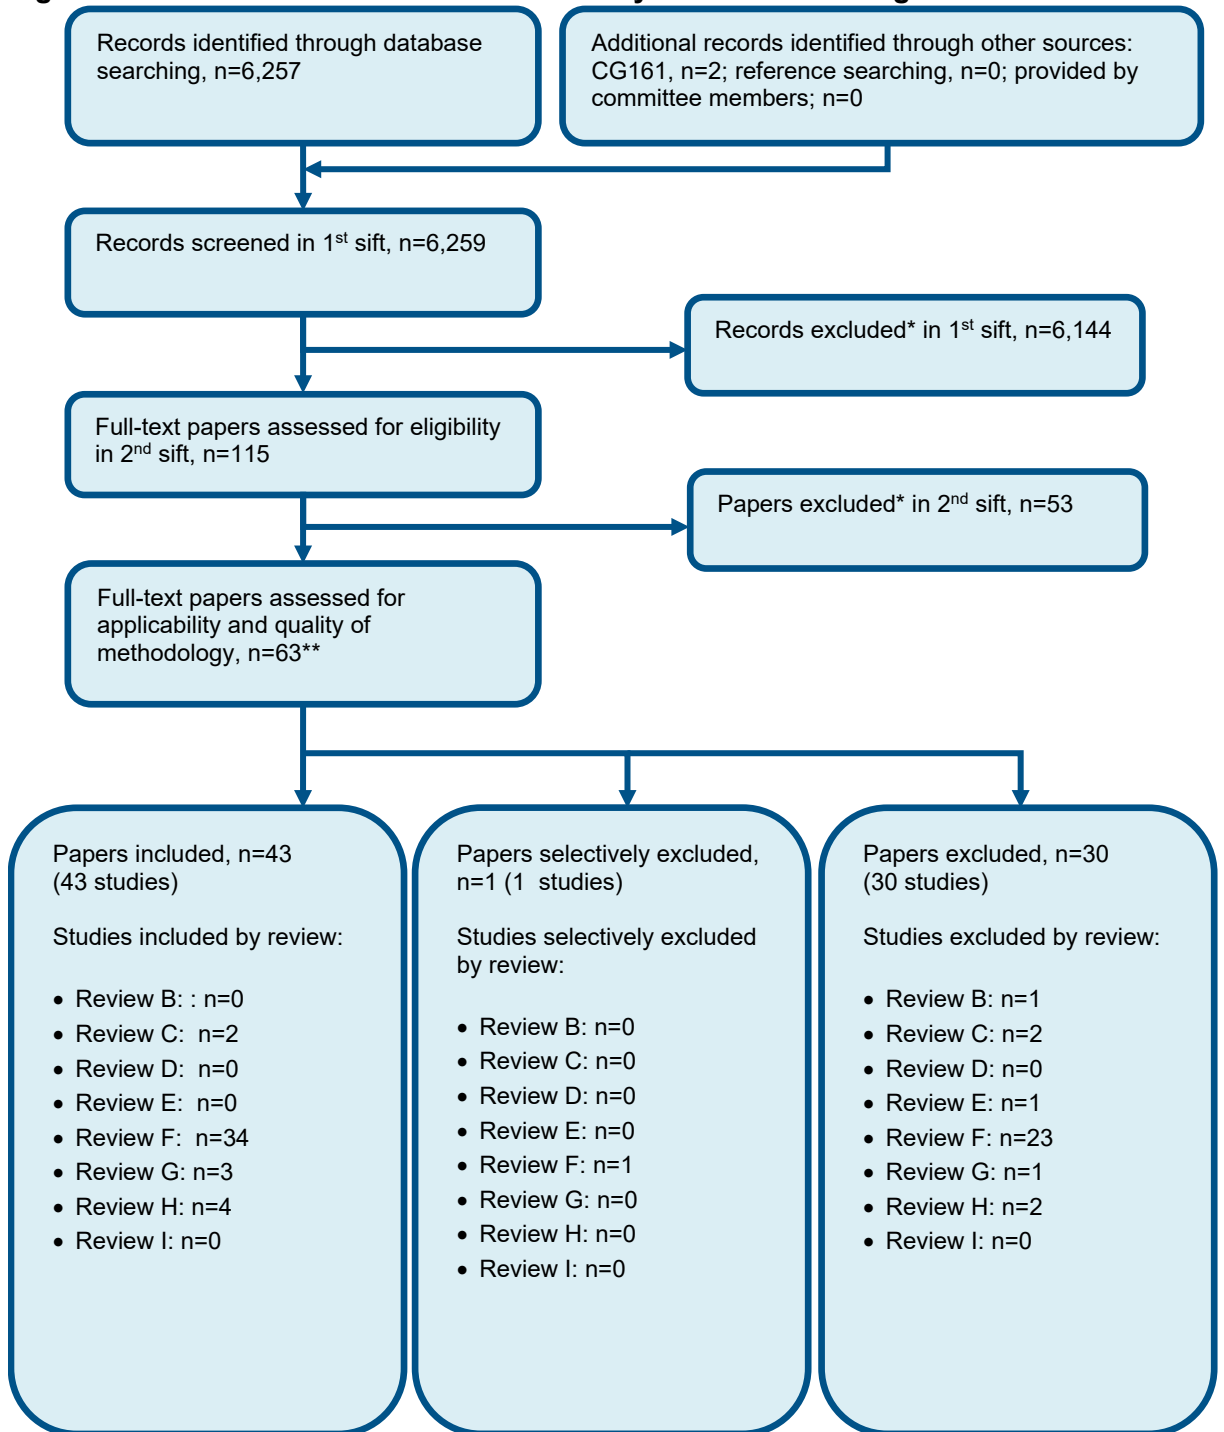 Records identified through database
searching, n=6,257
Additional records identified through other sources:
CG161, n=2; reference searching, n=0; provided by
committee members; n=0
Records screened in 1st sift, n=6,259
Records excluded* in 1st sift, n=6,144
Full-text papers assessed for eligibility
in 2nd sift, n=115
Papers excluded* in 2nd sift, n=53
Full-text papers assessed for
applicability and quality of
methodology, n=63**
Papers included, n=43
(43 studies)
Studies included by review:
• Review B: : n=0
• Review C:  n=2
• Review D:  n=0
• Review E:  n=0
• Review F:  n=34
• Review G: n=3
• Review H: n=4
• Review I: n=0
Papers selectively excluded,
n=1 (1  studies)
Studies selectively excluded
by review:
• Review B: n=0
• Review C: n=0
• Review D: n=0
• Review E: n=0
• Review F: n=1
• Review G: n=0
• Review H: n=0
• Review I: n=0
Papers excluded, n=30
(30 studies)
Studies excluded by review:
• Review B: n=1
• Review C: n=2
• Review D: n=0
• Review E: n=1
• Review F: n=23
• Review G: n=1
• Review H: n=2
• Review I: n=0